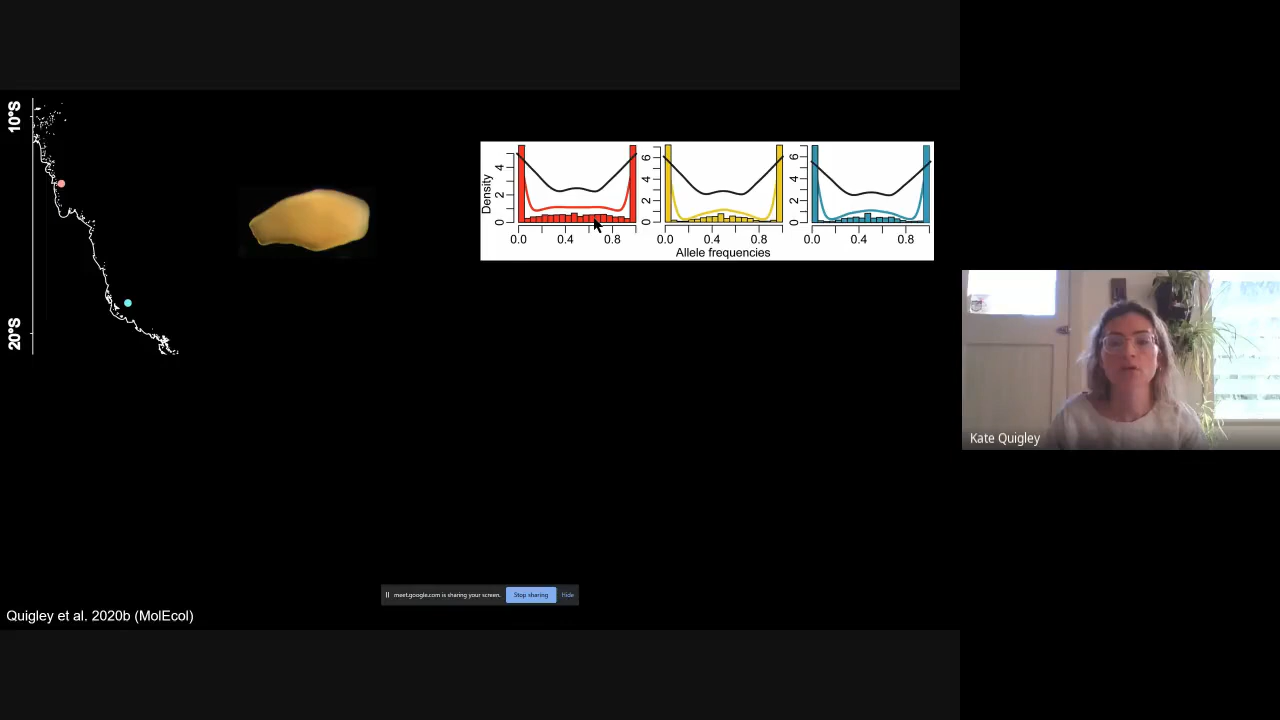 10°S
20°S
Density
0 2 4
0.0 0.4 0.8
0 2 4 6
0.0 0.4 0.8
0 2 4 6
0.0 0.4 0.8
Allele frequencies
Kate Quigley
meet.google.com is sharing your screen. Stop sharing Hide
Quigley et al. 2020b (MolEcol)